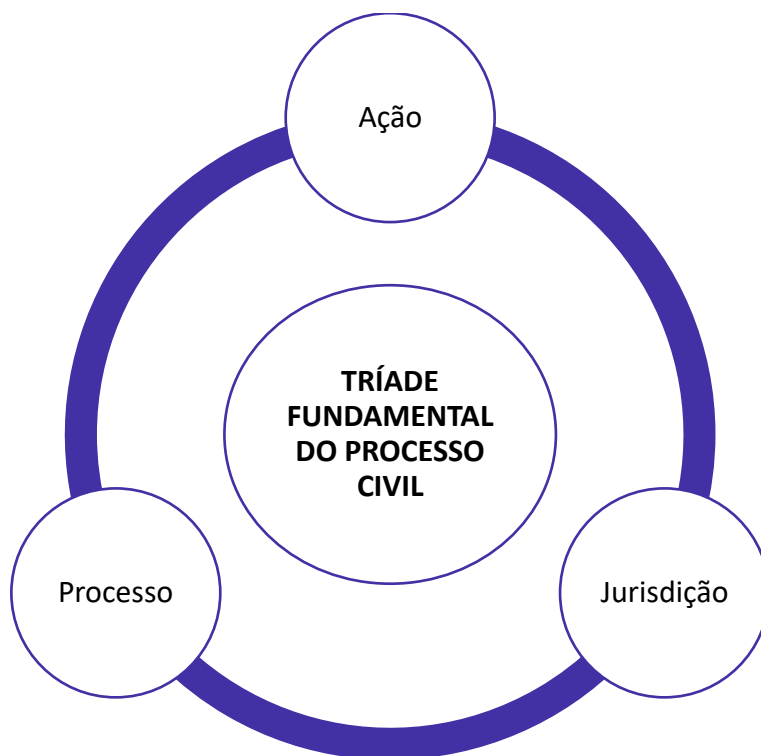 Ação
TRÍADE
FUNDAMENTAL
DO PROCESSO
CIVIL
Processo
Jurisdição